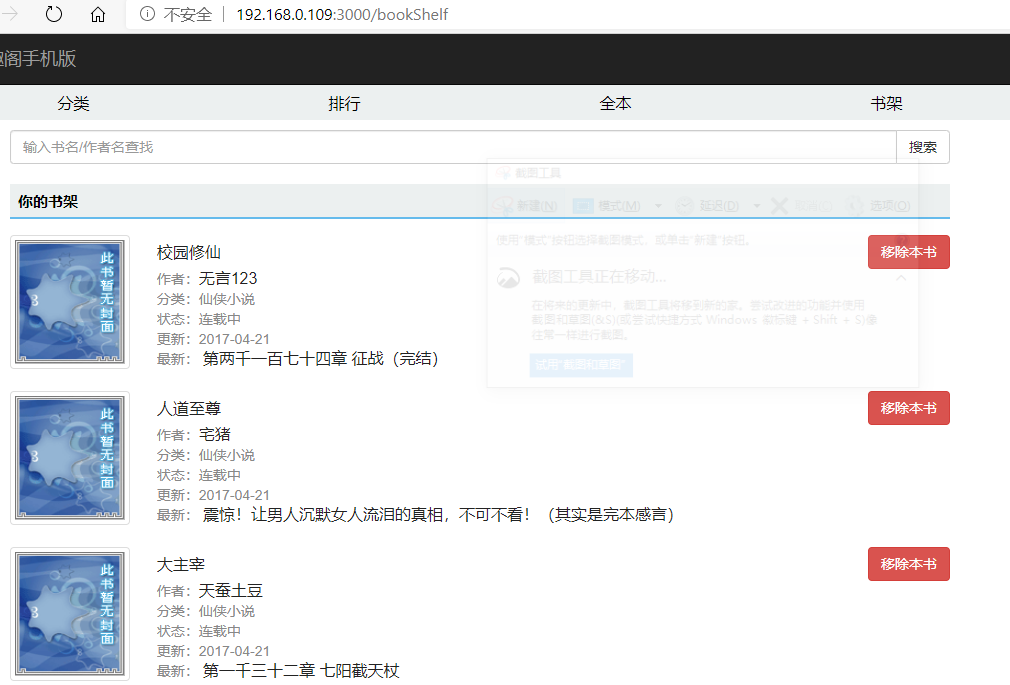 不安全 192.168.0.109:3000/bookShelf
阁手机版
分类 排行 全本 书架
输入书名/作者名查找 搜索
截图工具
你的书架
新建(N) 模式(M) 延迟(D) 选项(O)
使用"模式"按钮选择截图模式，或单击"新建"按钮。
此书暂无封面
校园修仙 移除本书
作者：无言123
分类：仙侠小说
状态：连载中
更新：2017-04-21
最新： 第两千一百七十四章 征战（完结）
截图工具正在移动...
在将来的更新中，截图工具将移到新的家。尝试改进的功能并使用
截图和草图(&S)(或尝试快捷方式 Windows 徽标键 + Shift + S)像
往常一样进行截图。
试用"截图和草图"
此书暂无封面
人道至尊 移除本书
作者：宅猪
分类：仙侠小说
状态：连载中
更新：2017-04-21
最新： 震惊！让男人沉默女人流泪的真相，不可不看！（其实是完本感言）
此书暂无封面
大主宰 移除本书
作者：天蚕土豆
分类：仙侠小说
状态：连载中
更新：2017-04-21
最新： 第一千三十二章 七阳截天杖